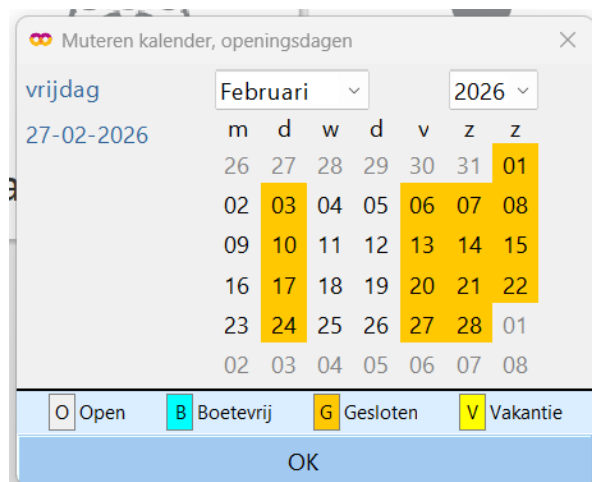 Muteren kalender, openingsdagen
vrijdag Februari 2026
27-02-2026
m d w d v z z
26 27 28 29 30 31 01
02 03 04 05 06 07 08
09 10 11 12 13 14 15
16 17 18 19 20 21 22
23 24 25 26 27 28 01
02 03 04 05 06 07 08
O Open B Boetevrij G Gesloten V Vakantie
OK